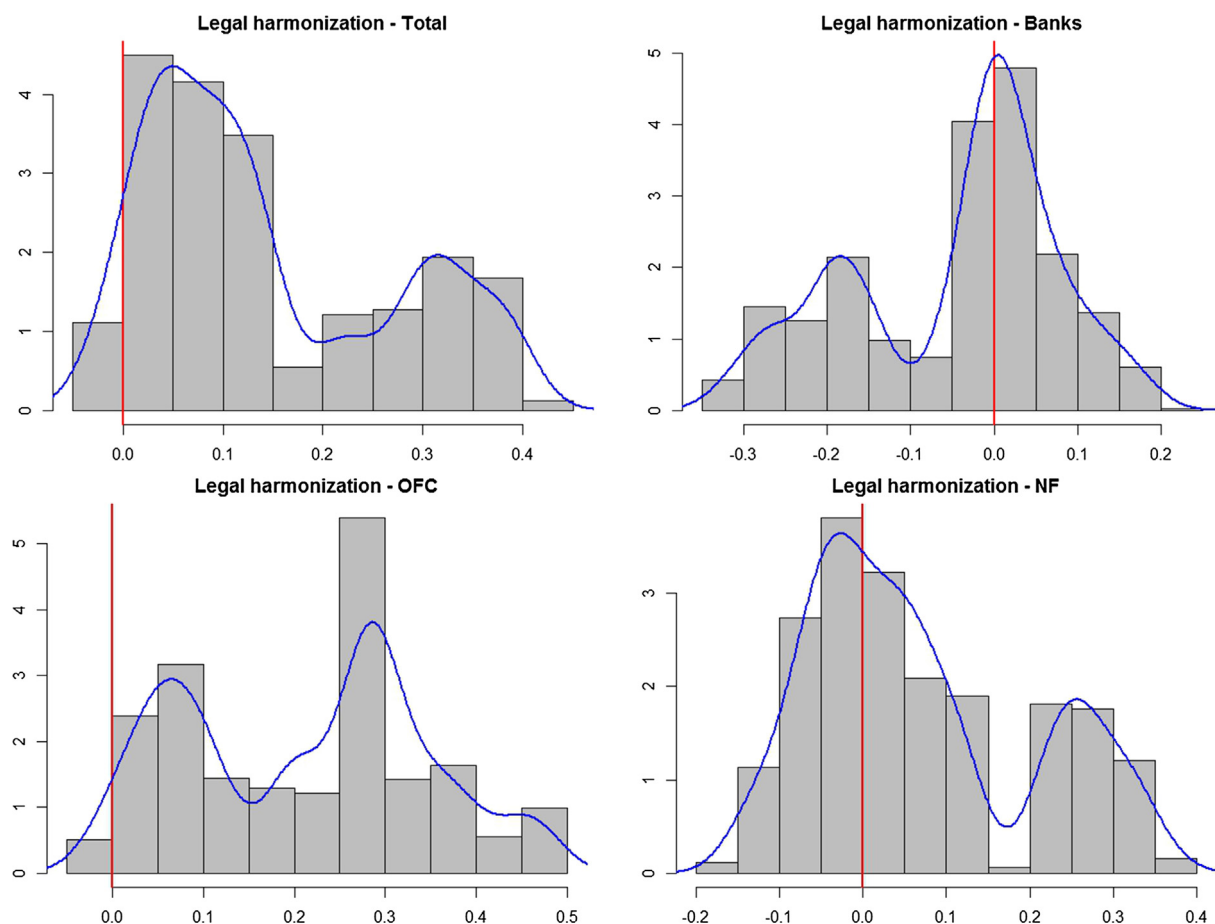 Legal harmonization - Total
4
3
2
1
0
0.0 0.1 0.2 0.3 0.4
Legal harmonization - Banks
5
4
3
2
1
0
-0.3 -0.2 -0.1 0.0 0.1 0.2
Legal harmonization - OFC
5
4
3
2
1
0
0.0 0.1 0.2 0.3 0.4 0.5
Legal harmonization - NF
3
2
1
0
-0.2 -0.1 0.0 0.1 0.2 0.3 0.4